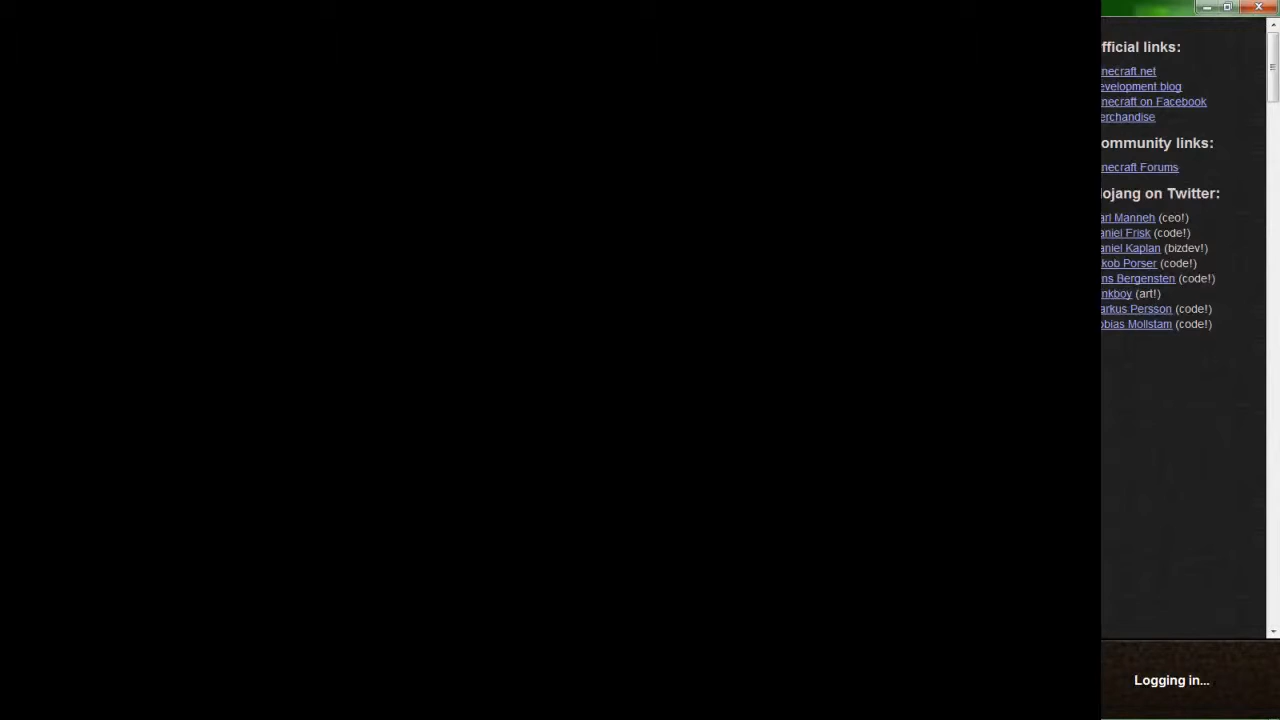 fficial links:
necraft.net
evelopment blog
necraft on Facebook
erchandise
ommunity links:
necraft Forums
ojang on Twitter:
arl Manneh (ceo!)
aniel Frisk (code!)
aniel Kaplan (bizdev!)
kob Porser (code!)
ns Bergensten (code!)
nkboy (art!)
arkus Persson (code!)
obias Mollstam (code!)
Logging in...